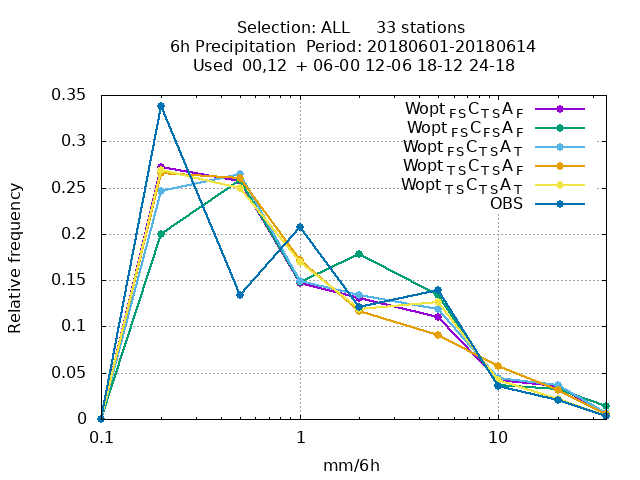 Selection: ALL 33 stations
6h Precipitation Period: 20180601-20180614
Used 00,12 + 06-00 12-06 18-12 24-18
Relative frequency
0.35
0.3
0.25
0.2
0.15
0.1
0.05
0
Wopt FS C TS A F
Wopt FS C FS A F
Wopt FS C TS A T
Wopt TS C TS A F
Wopt TS C TS A T
OBS
0.1 1 10
mm/6h